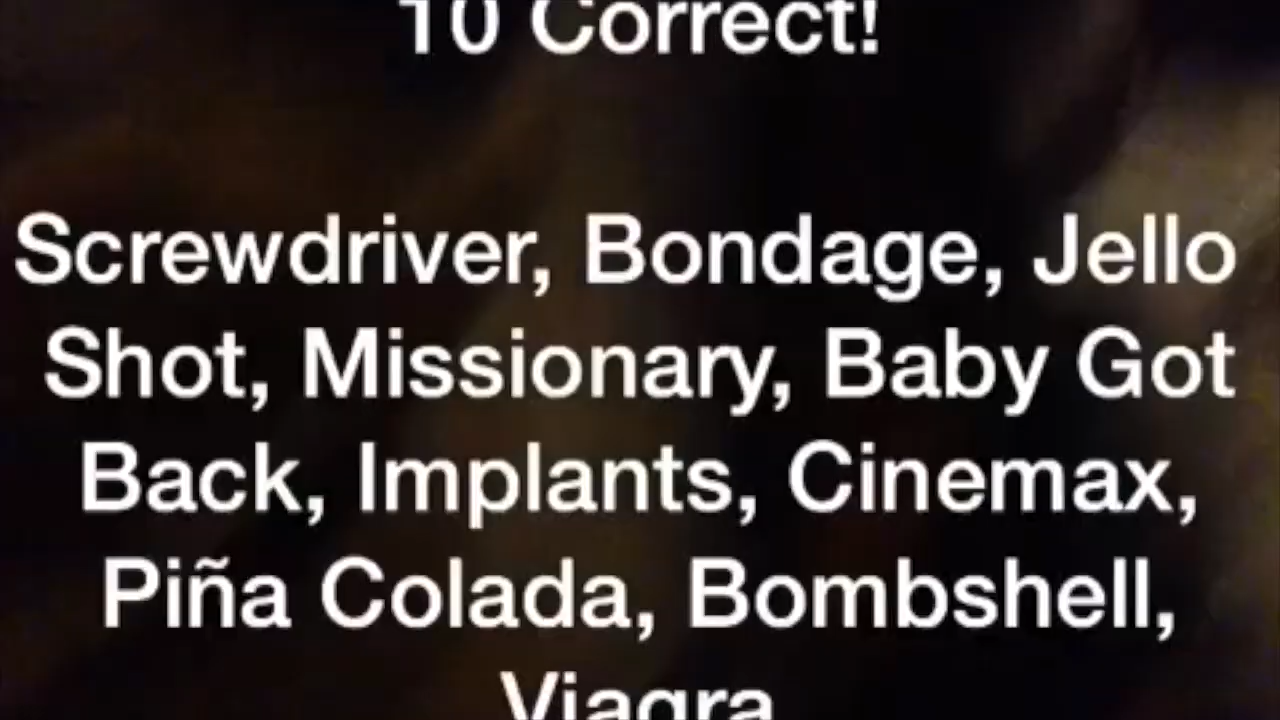 10 Correct!
Screwdriver, Bondage, Jello
Shot, Missionary, Baby Got
Back, Implants, Cinemax,
Piña Colada, Bombshell,
Viagra